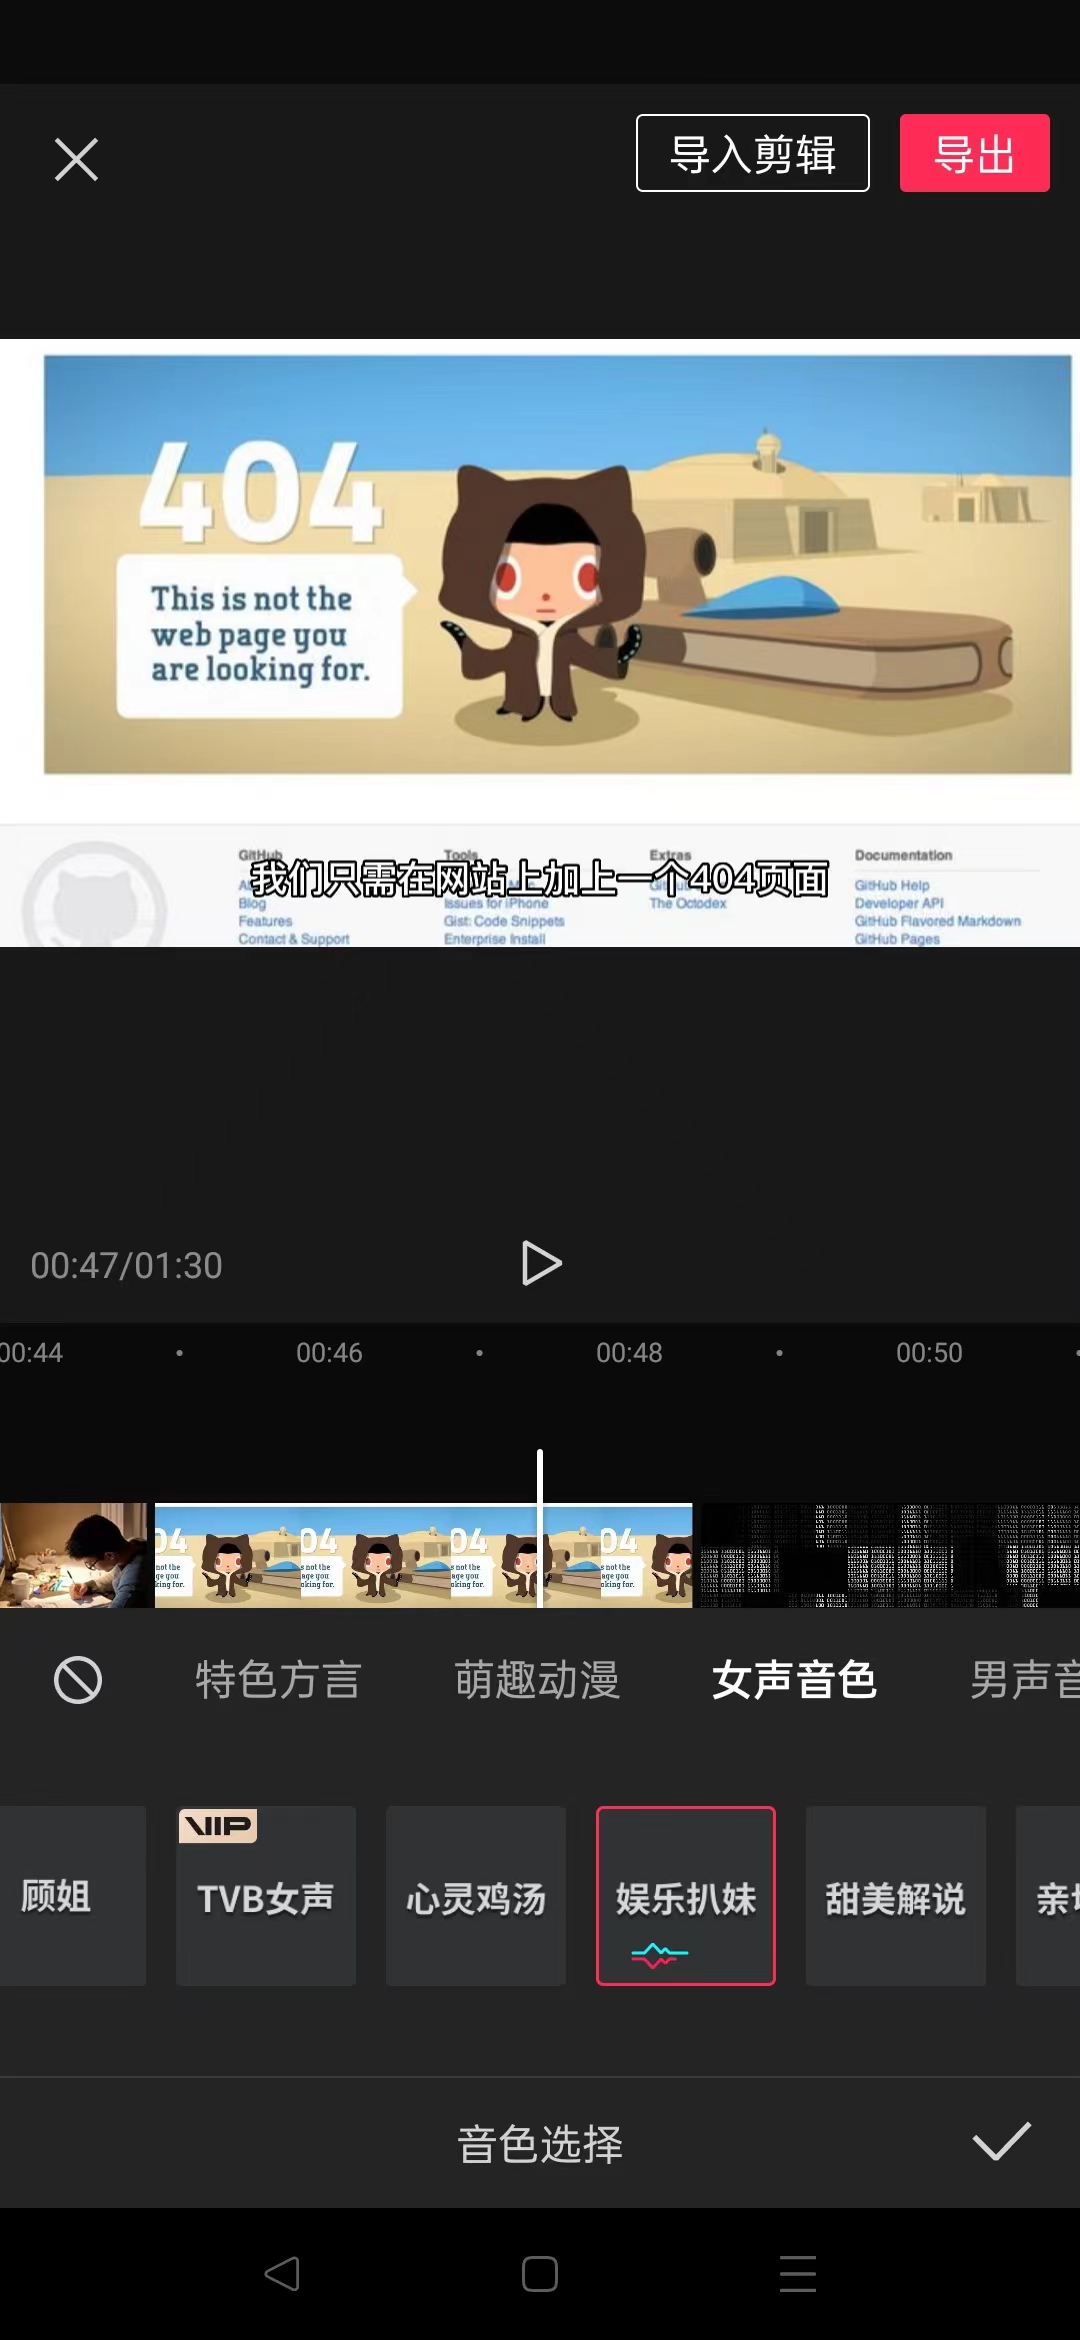 导入剪辑
导出
404
This is not the
web page you
are looking for.
GitHub
Tools
Extras
Documentation
我们只需在网站上加上一个404页面
GitHub Help
Blog
Issues for iPhone
The Octodex
Developer API
Features
Gist: Code Snippets
GitHub Flavored Markdown
Contact & Support
Enterprise Install
GitHub Pages
00:47/01:30
00:44
00:46
00:48
00:50
04
04
04
04
特色方言
萌趣动漫
女声音色
男声音
顾姐
VIP
TVB女声
心灵鸡汤
娱乐扒妹
甜美解说
音色选择